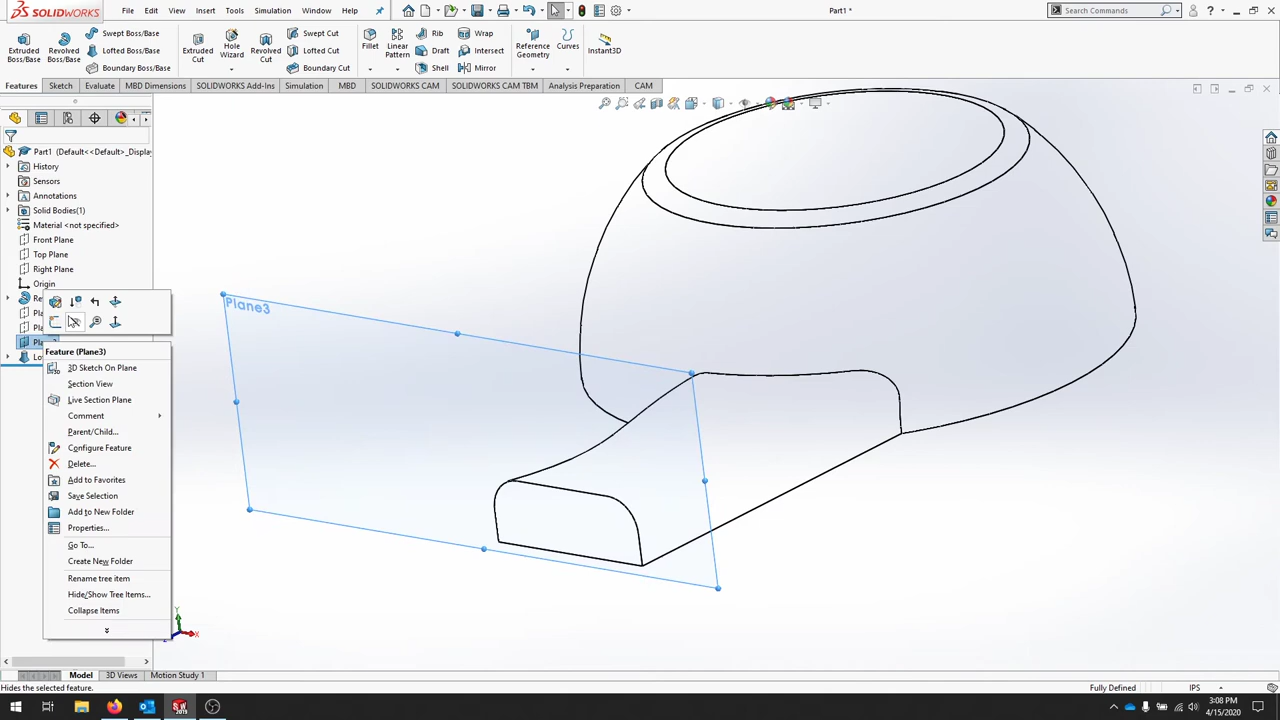 SOLIDWORKS
File
Edit
View
Insert
Tools
Simulation
Window
Help
Part1 *
Search Commands
?
Extruded Boss/Base
Revolved Boss/Base
Swept Boss/Base
Lofted Boss/Base
Boundary Boss/Base
Extruded Cut
Hole Wizard
Revolved Cut
Swept Cut
Lofted Cut
Boundary Cut
Fillet
Linear Pattern
Rib
Draft
Shell
Wrap
Intersect
Mirror
Reference Geometry
Curves
Instant3D
Features
Sketch
Evaluate
MBD Dimensions
SOLIDWORKS Add-Ins
Simulation
MBD
SOLIDWORKS CAM
SOLIDWORKS CAM TBM
Analysis Preparation
CAM
Part1 (Default<<Default>_Display
History
Sensors
Annotations
Solid Bodies(1)
Material <not specified>
Front Plane
Top Plane
Right Plane
Origin
Re
Pla
Pla
Plane3
Lo
Feature (Plane3)
3D Sketch On Plane
Section View
Live Section Plane
Comment
Parent/Child...
Configure Feature
Delete...
Add to Favorites
Save Selection
Add to New Folder
Properties...
Go To...
Create New Folder
Rename tree item
Hide/Show Tree Items...
Collapse Items
Y
X
Model
3D Views
Motion Study 1
Hides the selected feature.
Fully Defined
IPS
3:08 PM
4/15/2020